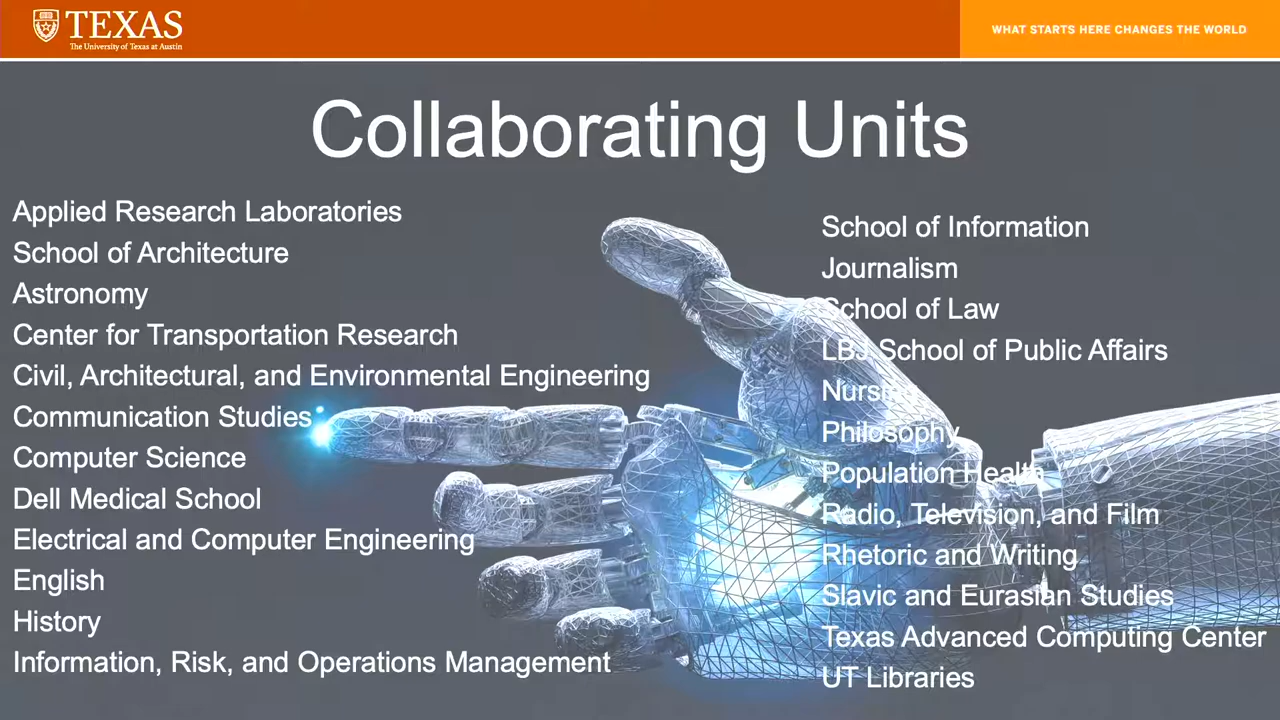 TEXAS
The University of Texas at Austin
WHAT STARTS HERE CHANGES THE WORLD
Collaborating Units
Applied Research Laboratories
School of Architecture
Astronomy
Center for Transportation Research
Civil, Architectural, and Environmental Engineering
Communication Studies
Computer Science
Dell Medical School
Electrical and Computer Engineering
English
History
Information, Risk, and Operations Management
School of Information
Journalism
School of Law
LBJ School of Public Affairs
Nursing
Philosophy
Population Health
Radio, Television, and Film
Rhetoric and Writing
Slavic and Eurasian Studies
Texas Advanced Computing Center
UT Libraries